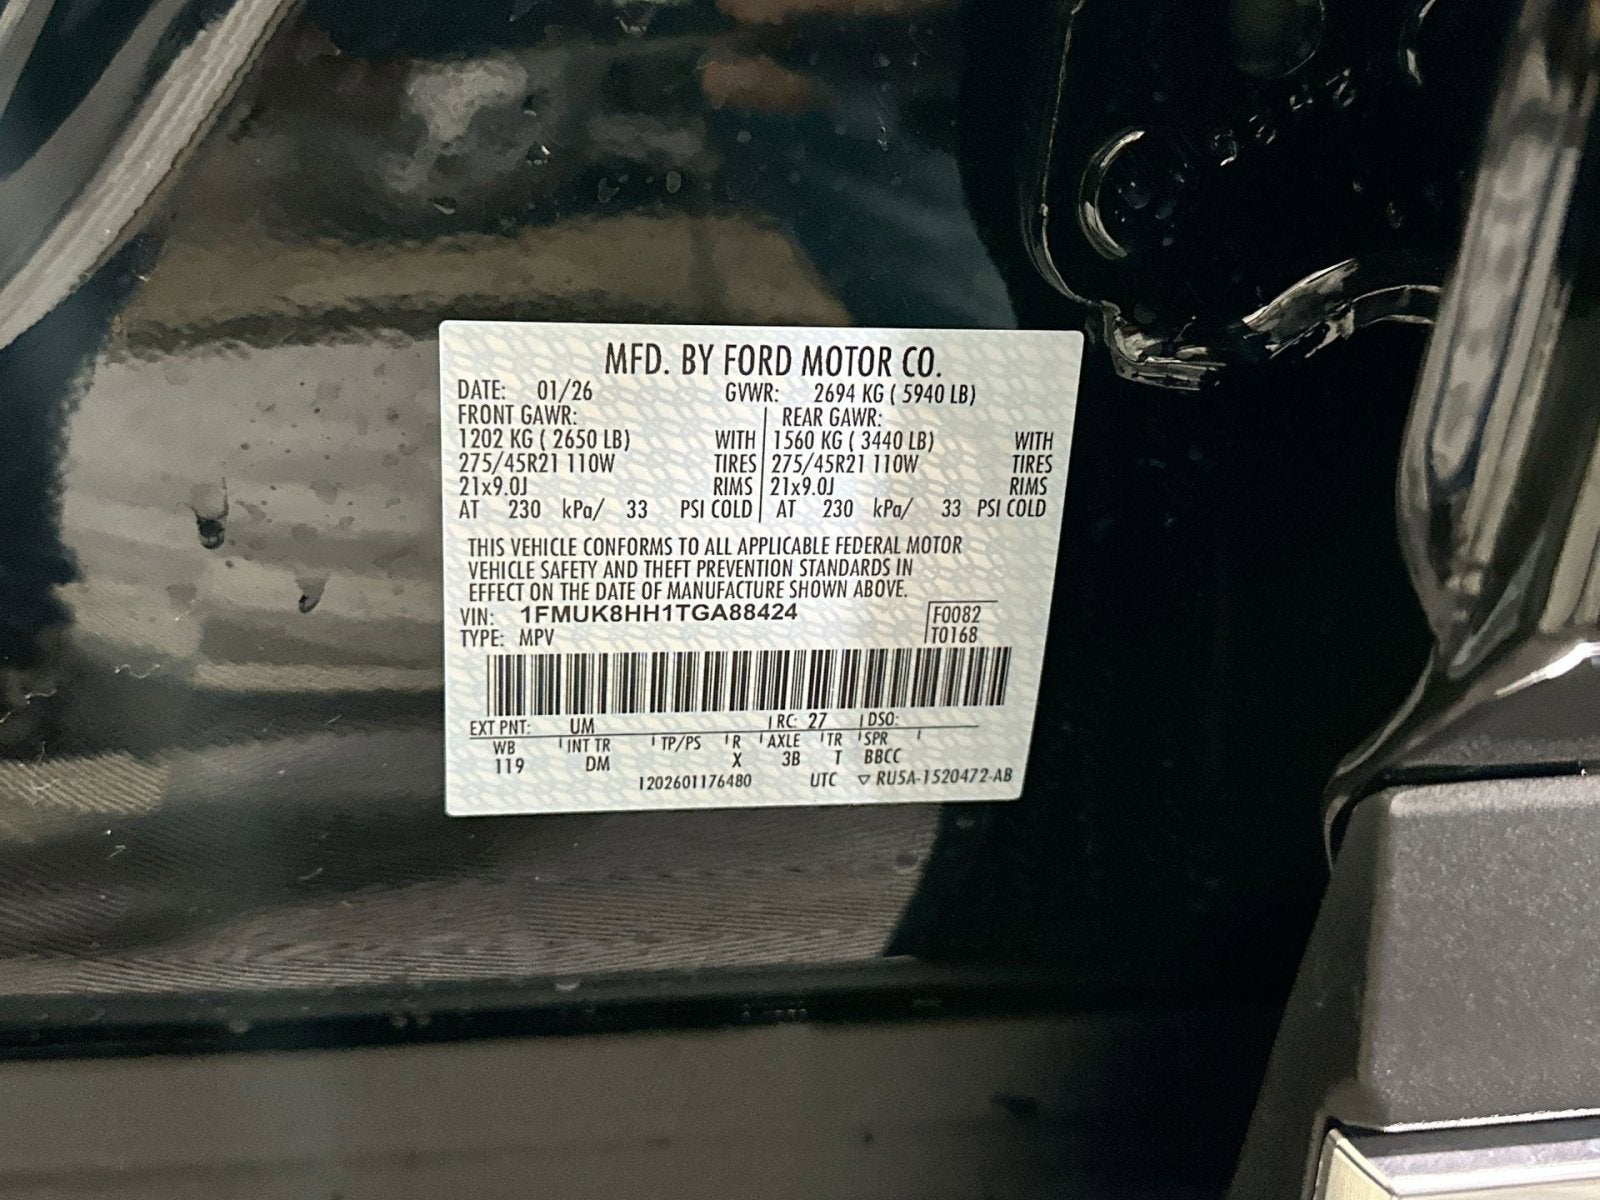 MFD. BY FORD MOTOR CO.
DATE: 01/26 GVWR: 2694 KG ( 5940 LB)
FRONT GAWR: REAR GAWR:
1202 KG ( 2650 LB) WITH 1560 KG ( 3440 LB) WITH
275/45R21 110W TIRES 275/45R21 110W TIRES
21x9.0J RIMS 21x9.0J RIMS
AT 230 kPa/ 33 PSI COLD AT 230 kPa/ 33 PSI COLD
THIS VEHICLE CONFORMS TO ALL APPLICABLE FEDERAL MOTOR
VEHICLE SAFETY AND THEFT PREVENTION STANDARDS IN
EFFECT ON THE DATE OF MANUFACTURE SHOWN ABOVE.
VIN: 1FMUK8HH1TGA88424 F0082
TYPE: MPV T0168
EXT PNT: UM RC: 27 DSO:
WB INT TR TP/PS R AXLE TR SPR
119 DM X 3B T BBCC
1202601176480 UTC ▽ RU5A-1520472-AB